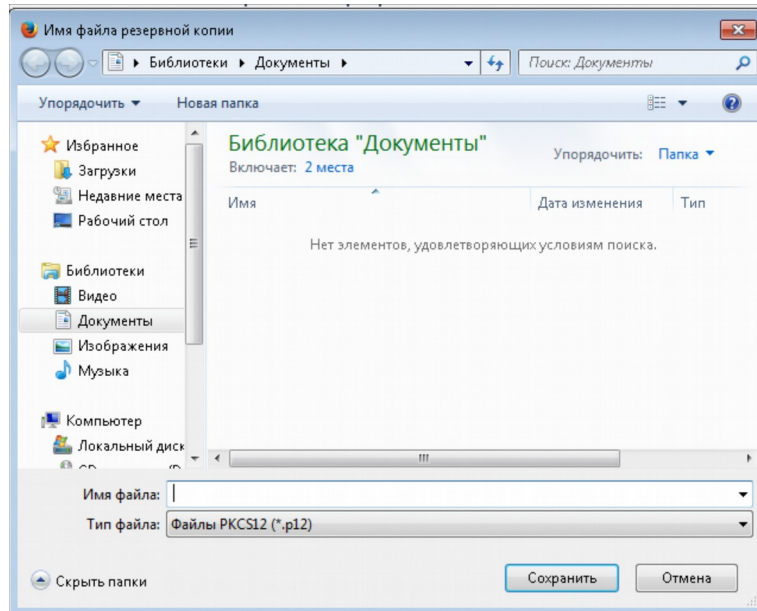 Имя файла резервной копии
Библиотеки Документы
Поиск: Документы
Упорядочить Новая папка
Избранное
Загрузки
Недавние места
Рабочий стол
Библиотеки
Видео
Документы
Изображения
Музыка
Компьютер
Локальный диск
Библиотека "Документы"
Включает: 2 места
Упорядочить: Папка
Имя Дата изменения Тип
Нет элементов, удовлетворяющих условиям поиска.
Имя файла:
Тип файла: Файлы PKCS12 (*.p12)
Скрыть папки
Сохранить Отмена